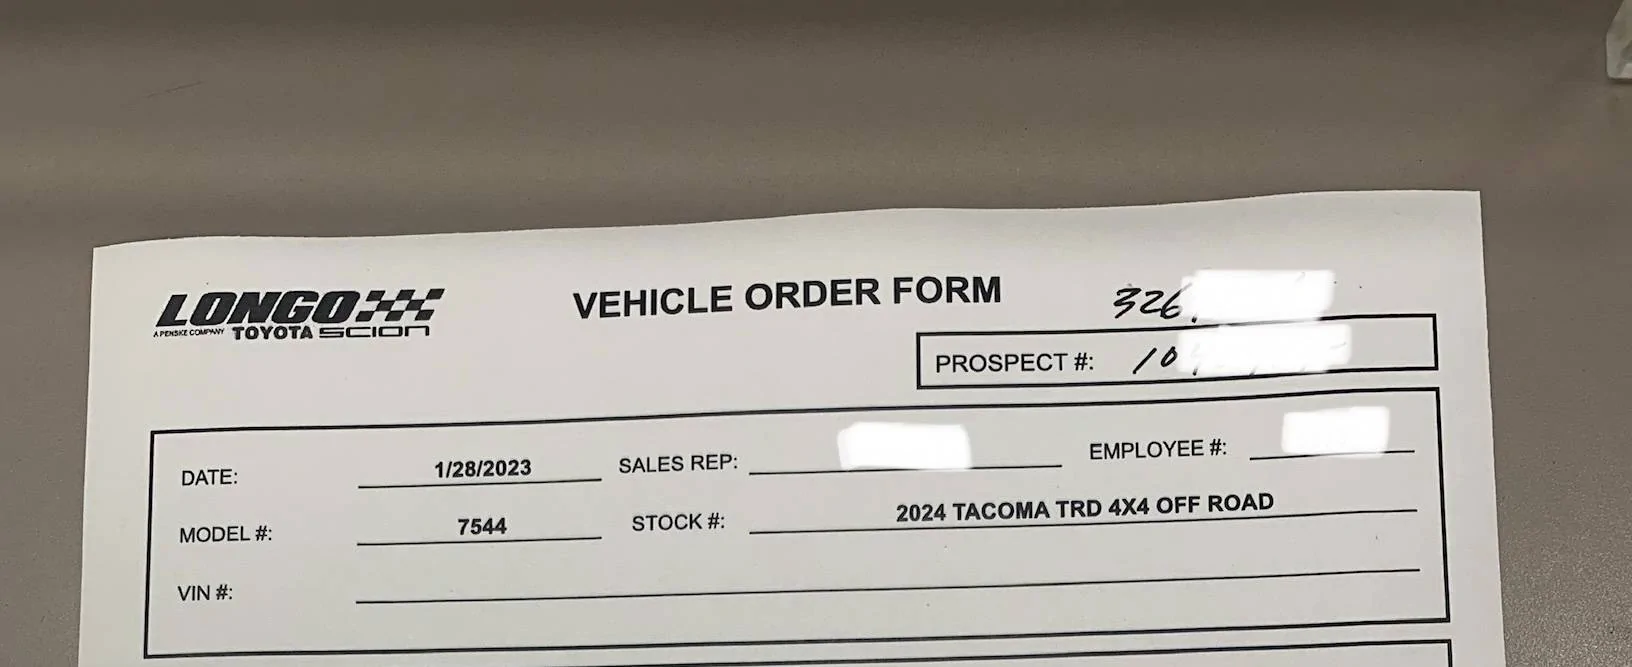 LONGO
A PENSKE COMPANY TOYOTA SCION
VEHICLE ORDER FORM
326
PROSPECT #: 10
DATE: 1/28/2023 SALES REP: EMPLOYEE #:
MODEL #: 7544 STOCK #: 2024 TACOMA TRD 4X4 OFF ROAD
VIN #: